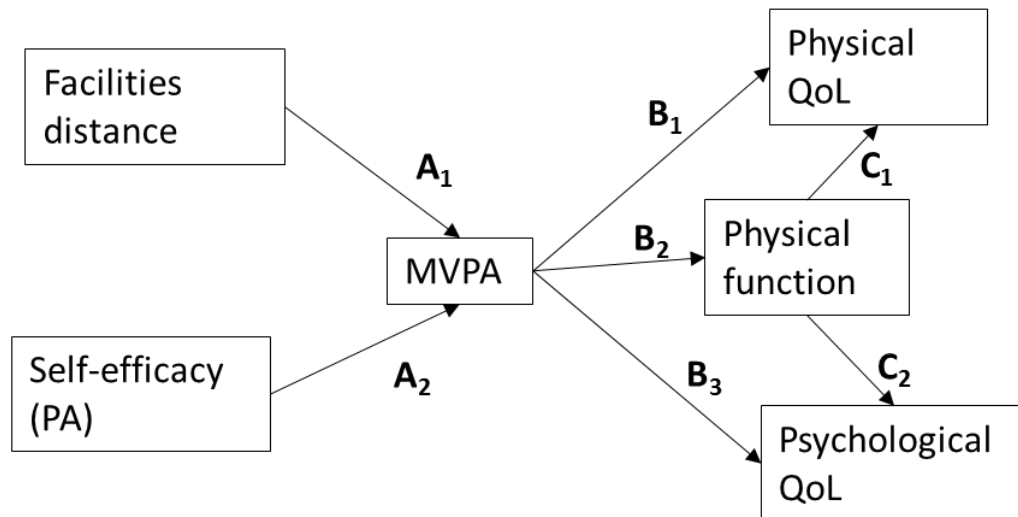 Facilities
distance
A₁
MVPA
Self-efficacy
(PA)
A₂
B₁
B₂
B₃
Physical
QoL
C₁
Physical
function
C₂
Psychological
QoL